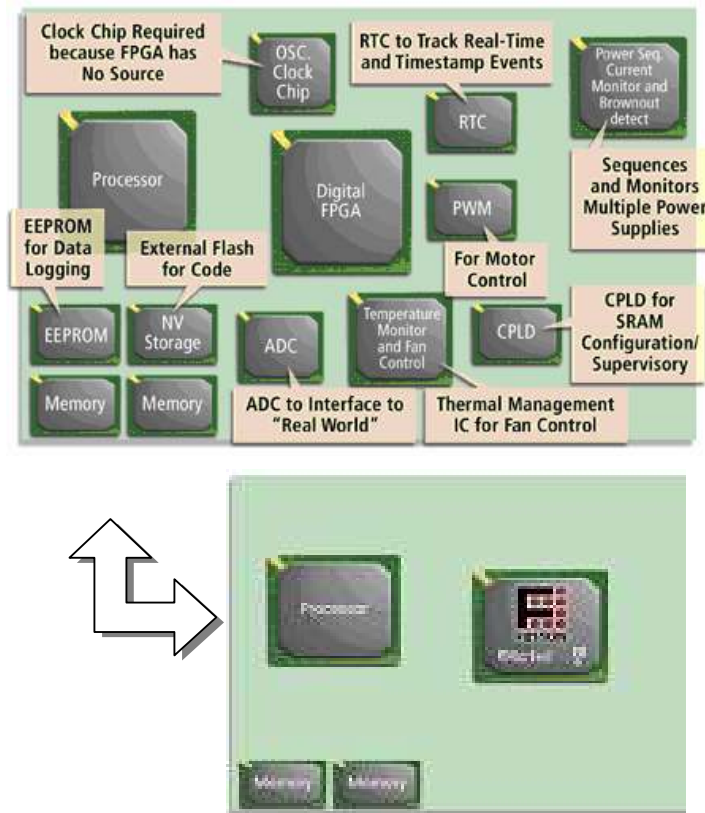 Clock Chip Required
because FPGA has
No Source
OSC.
Clock
Chip
RTC to Track Real-Time
and Timestamp Events
RTC
Power Seq.
Current
Monitor and
Brownout
detect
Sequences
and Monitors
Multiple Power
Supplies
Processor
Digital
FPGA
PWM
For Motor
Control
EEPROM
for Data
Logging
External Flash
for Code
EEPROM
NV
Storage
ADC
Temperature
Monitor
and Fan
Control
CPLD
CPLD for
SRAM
Configuration/
Supervisory
Memory
Memory
ADC to Interface to
"Real World"
Thermal Management
IC for Fan Control
Processor
Memory
Memory